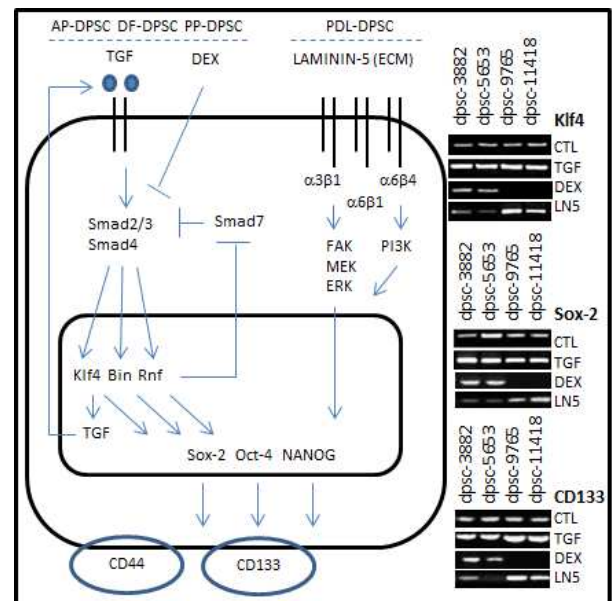 AP-DPSC DF-DPSC PP-DPSC
PDL-DPSC
TGF
DEX
LAMININ-5 (ECM)
α3β1
α6β1
α6β4
Smad2/3
Smad4
Smad7
FAK
MEK
ERK
PI3K
Klf4 Bin Rnf
TGF
Sox-2 Oct-4 NANOG
CD44
CD133
dpsc-3882
dpsc-5653
dpsc-9765
dpsc-11418
Klf4
CTL
TGF
DEX
LN5
dpsc-3882
dpsc-5653
dpsc-9765
dpsc-11418
Sox-2
CTL
TGF
DEX
LN5
dpsc-3882
dpsc-5653
dpsc-9765
dpsc-11418
CD133
CTL
TGF
DEX
LN5